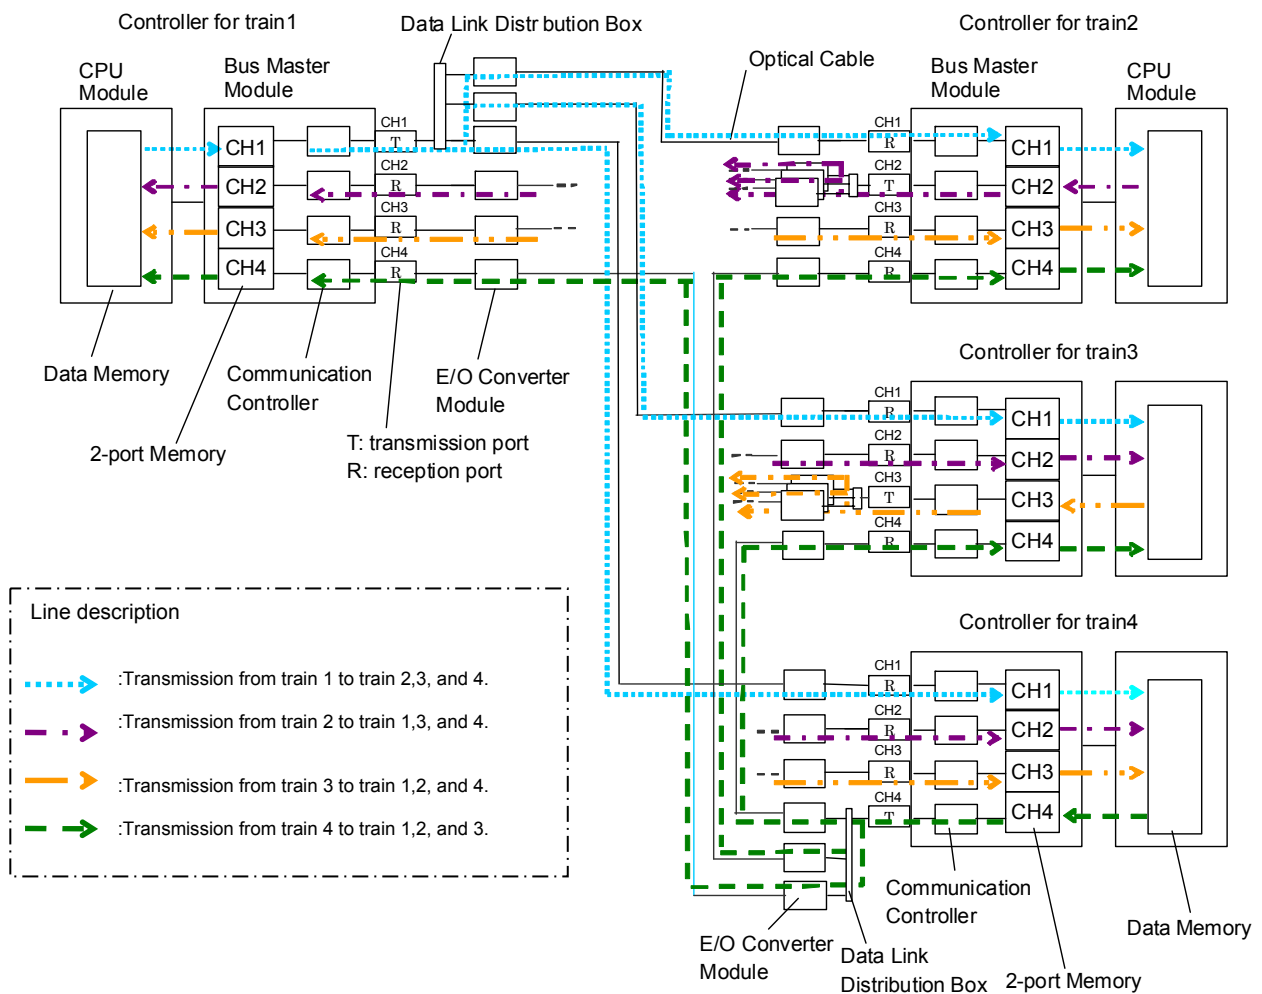 Controller for train1
Data Link Distribution Box
Controller for train2
CPU
Module
Bus Master
Module
Optical Cable
Bus Master
Module
CPU
Module
CH1
CH1
T
CH2
CH2
R
CH3
CH3
R
CH4
CH4
R
CH1
R
CH1
CH2
T
CH2
CH3
R
CH3
CH4
R
CH4
Data Memory
Communication
Controller
E/O Converter
Module
2-port Memory
T: transmission port
R: reception port
Controller for train3
CH1
R
CH1
CH2
R
CH2
CH3
T
CH3
CH4
R
CH4
Line description
:Transmission from train 1 to train 2,3, and 4.
:Transmission from train 2 to train 1,3, and 4.
:Transmission from train 3 to train 1,2, and 4.
:Transmission from train 4 to train 1,2, and 3.
Controller for train4
CH1
R
CH1
CH2
R
CH2
CH3
R
CH3
CH4
T
CH4
E/O Converter
Module
Data Link
Distribution Box
Communication
Controller
2-port Memory
Data Memory